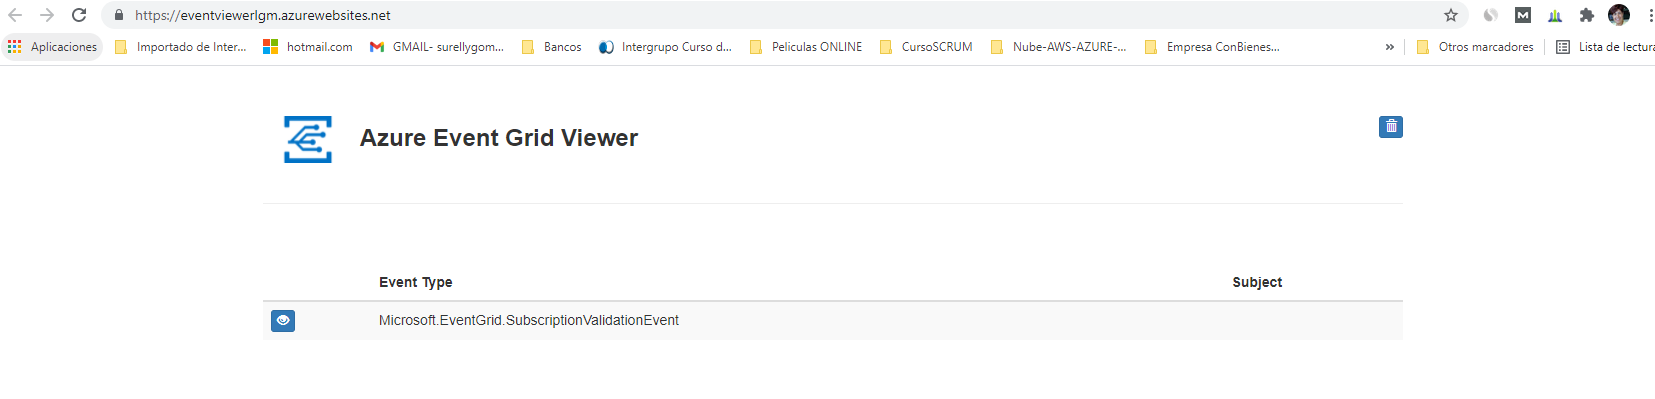 https://eventviewerlgm.azurewebsites.net
Aplicaciones Importado de Inter... hotmail.com GMAIL- surellygom... Bancos Intergrupo Curso d... Peliculas ONLINE CursoSCRUM Nube-AWS-AZURE-... Empresa ConBienes... » Otros marcadores Lista de lectura
Azure Event Grid Viewer
Event Type Subject
Microsoft.EventGrid.SubscriptionValidationEvent